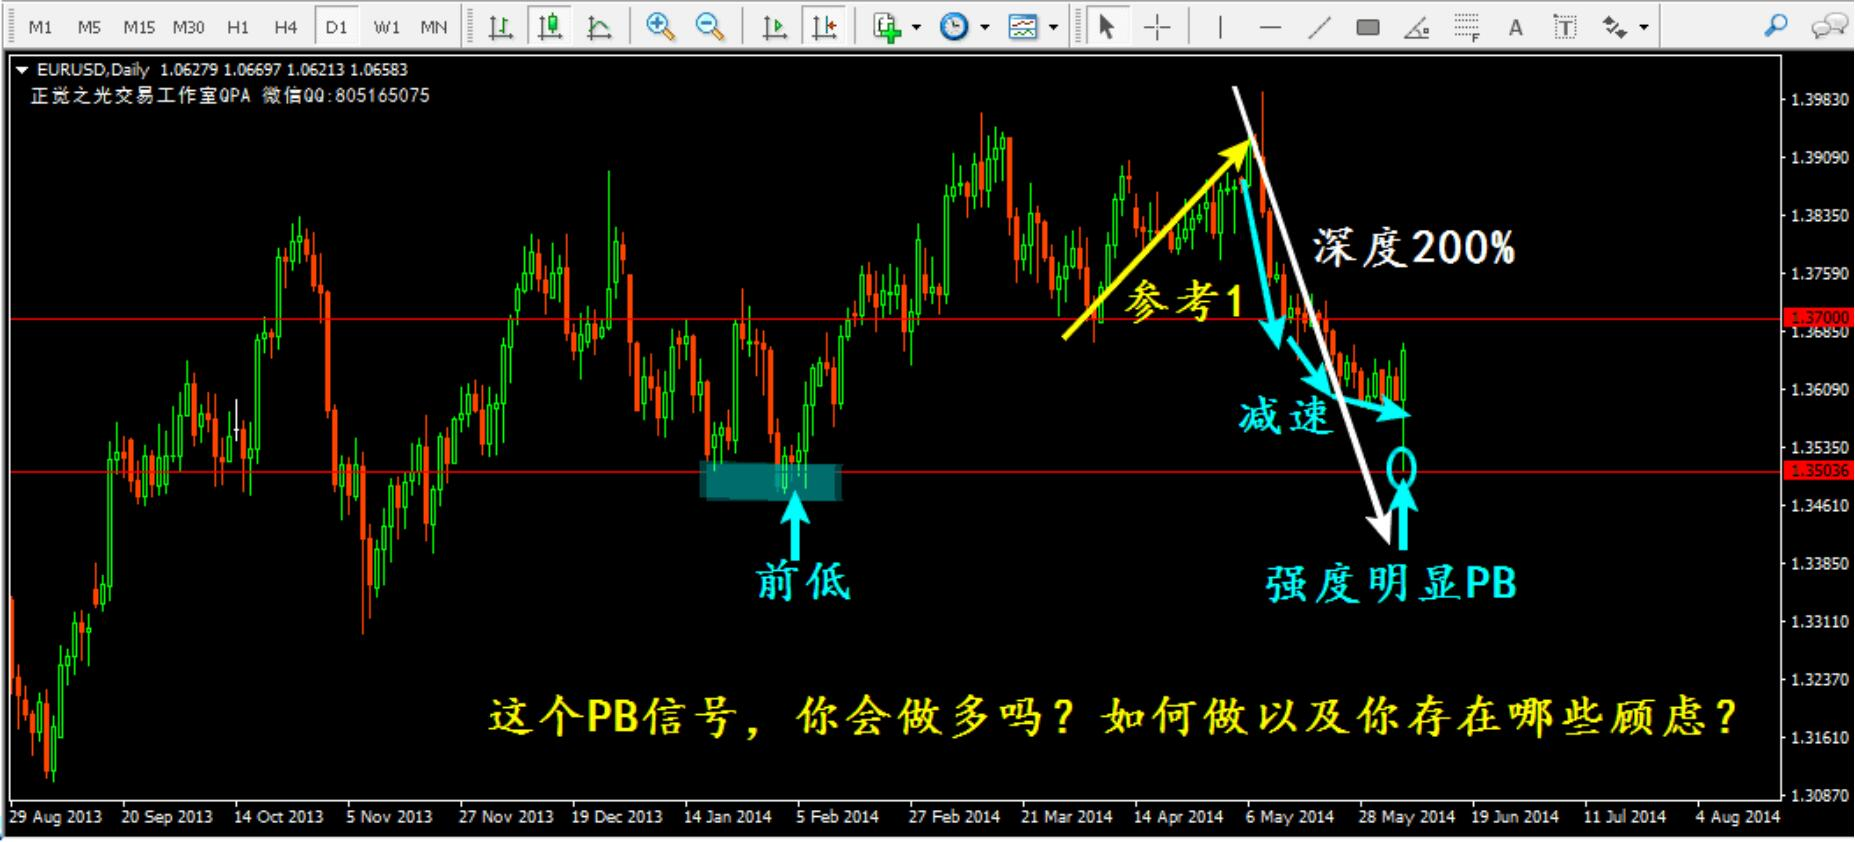 M1 M5 M15 M30 H1 H4 D1 W1 MN
EURUSD,Daily 1.06279 1.06697 1.06213 1.06583
正觉之光交易工作室QPA 微信QQ:805165075
1.39830
1.39090
1.38350
1.37590
1.37000
1.36850
1.36090
1.35350
1.35036
1.34610
1.33850
1.33110
1.32370
1.31610
1.30870
深度200%
参考1
减速
前低
强度明显PB
这个PB信号，你会做多吗？如何做以及你存在哪些顾虑？
29 Aug 2013 20 Sep 2013 14 Oct 2013 5 Nov 2013 27 Nov 2013 19 Dec 2013 14 Jan 2014 5 Feb 2014 27 Feb 2014 21 Mar 2014 14 Apr 2014 6 May 2014 28 May 2014 19 Jun 2014 11 Jul 2014 4 Aug 2014